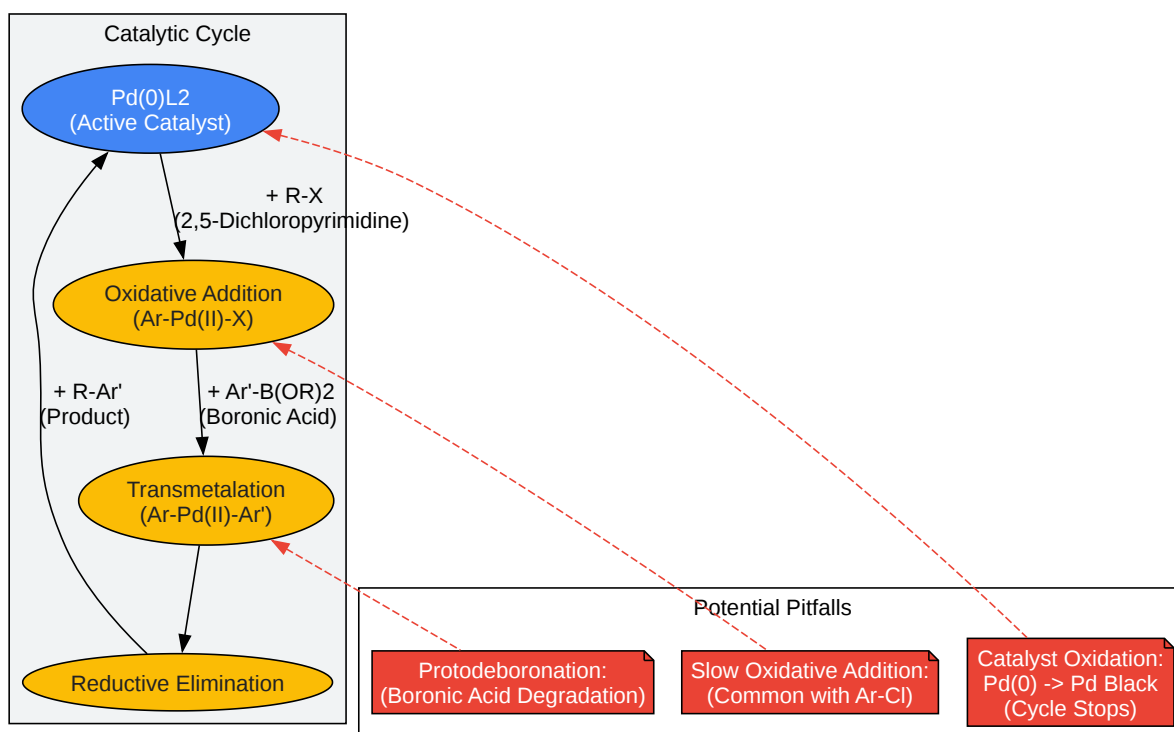 Catalytic Cycle
Pd(0)L2
(Active Catalyst)
+ R-X
(2,5-Dichloropyrimidine)
Oxidative Addition
(Ar-Pd(II)-X)
+ R-Ar'
(Product)
+ Ar'-B(OR)2
(Boronic Acid)
Transmetalation
(Ar-Pd(II)-Ar')
Reductive Elimination
Potential Pitfalls
Protodeboronation:
(Boronic Acid Degradation)
Slow Oxidative Addition:
(Common with Ar-Cl)
Catalyst Oxidation:
Pd(0) -> Pd Black
(Cycle Stops)